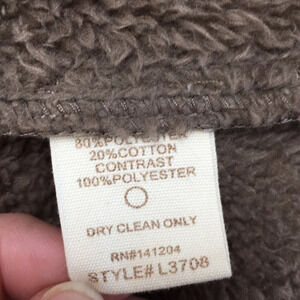 80%POLYESTER
20%COTTON
CONTRAST
100%POLYESTER
DRY CLEAN ONLY
RN#141204
STYLE# L3708